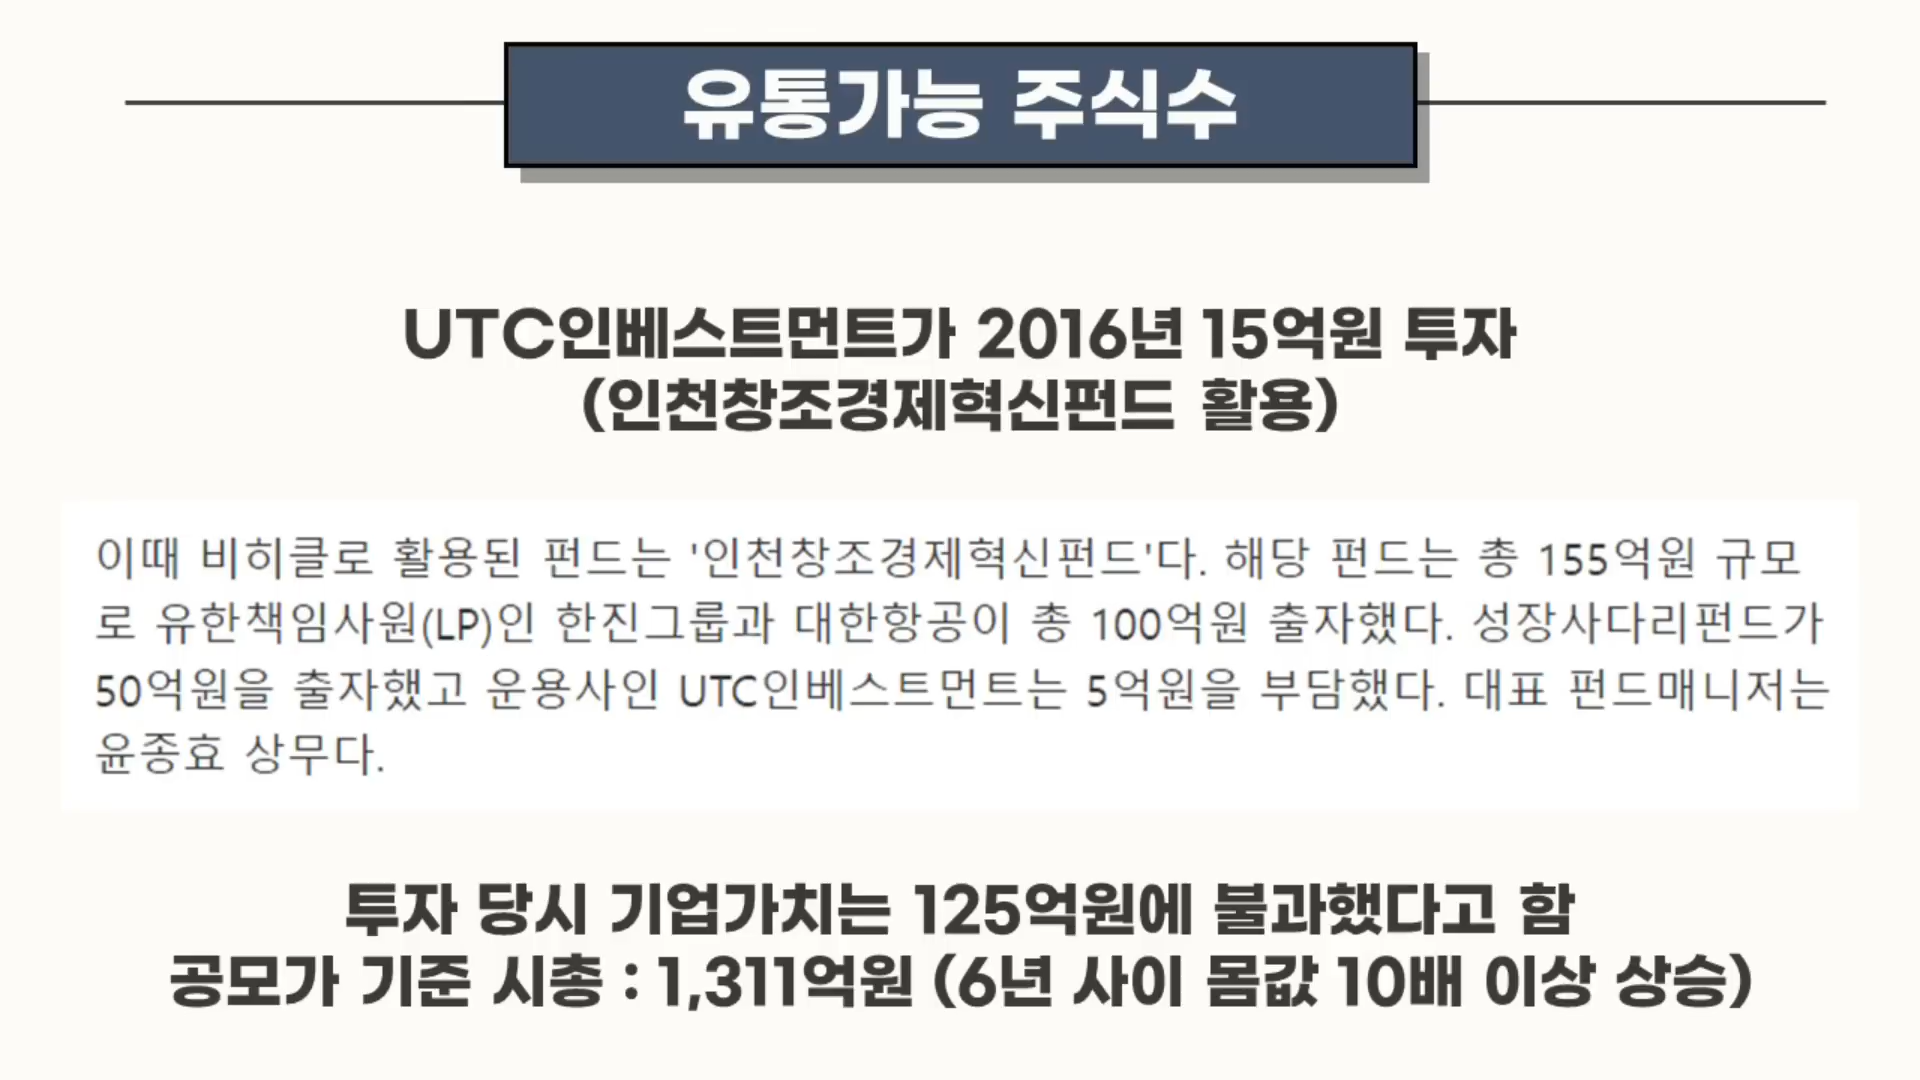 유통가능 주식수
UTC인베스트먼트가 2016년 15억원 투자
(인천창조경제혁신펀드 활용)
이때 비히클로 활용된 펀드는 '인천창조경제혁신펀드'다. 해당 펀드는 총 155억원 규모
로 유한책임사원(LP)인 한진그룹과 대한항공이 총 100억원 출자했다. 성장사다리펀드가
50억원을 출자했고 운용사인 UTC인베스트먼트는 5억원을 부담했다. 대표 펀드매니저는
윤종효 상무다.
투자 당시 기업가치는 125억원에 불과했다고 함
공모가 기준 시총 : 1,311억원 (6년 사이 몸값 10배 이상 상승)